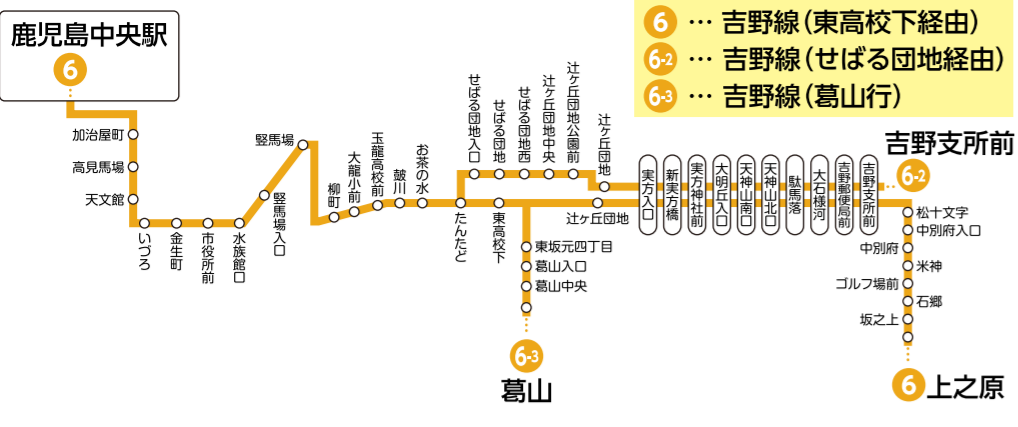 鹿児島中央駅
6
6 … 吉野線（東高校下経由）
6-2 … 吉野線（せばる団地経由）
6-3 … 吉野線（葛山行）
加治屋町
高見馬場
天文館
いづろ
金生町
市役所前
水族館口
竪馬場入口
竪馬場
柳町
大龍小前
玉龍高校前
皷川
お茶の水
たんたど
せばる団地入口
せばる団地
せばる団地西
辻ヶ丘団地中央
辻ヶ丘団地公園前
辻ヶ丘団地
東高校下
辻ヶ丘団地
東坂元四丁目
葛山入口
葛山中央
6-3
葛山
実方入口
新実方橋
実方神社前
大明丘入口
天神山南口
天神山北口
駄馬落
大石様河
吉野郵便局前
吉野支所前
吉野支所前
6-2
松十文字
中別府入口
中別府
米神
ゴルフ場前
石郷
坂之上
6 上之原